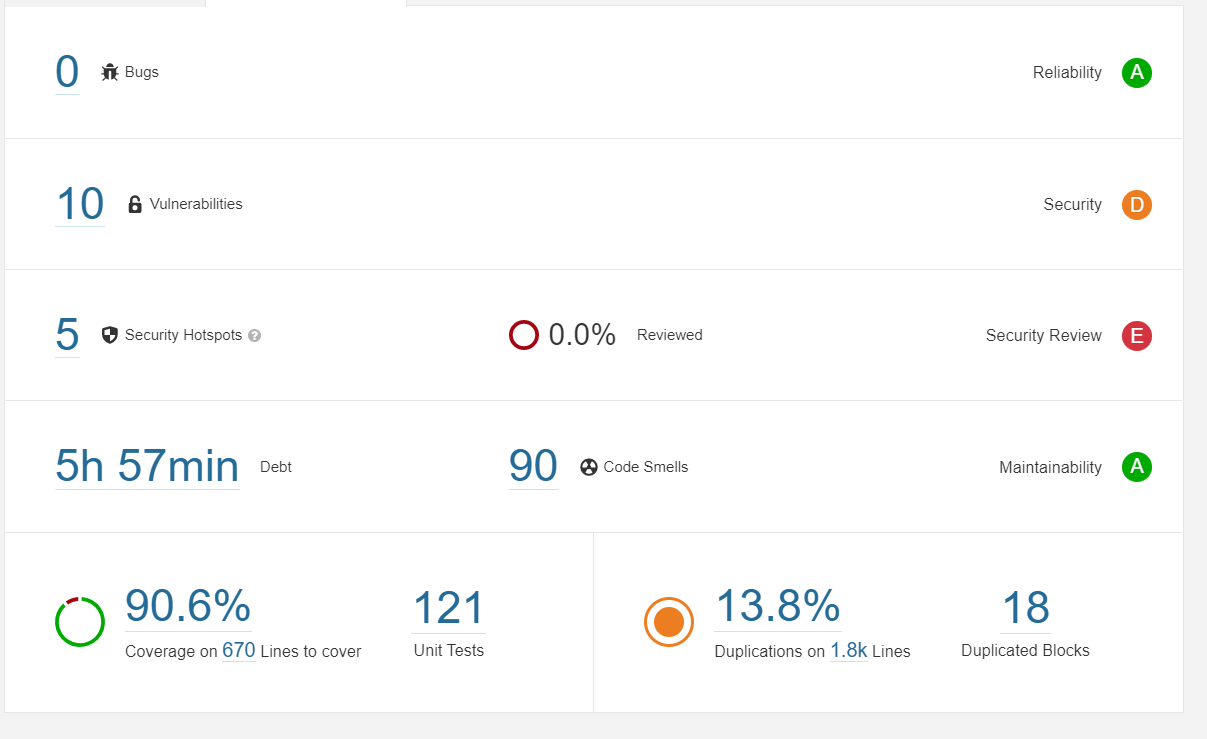 0 Bugs Reliability A
10 Vulnerabilities Security D
5 Security Hotspots ? 0.0% Reviewed Security Review E
5h 57min Debt 90 Code Smells Maintainability A
90.6%
Coverage on 670 Lines to cover
121
Unit Tests
13.8%
Duplications on 1.8k Lines
18
Duplicated Blocks